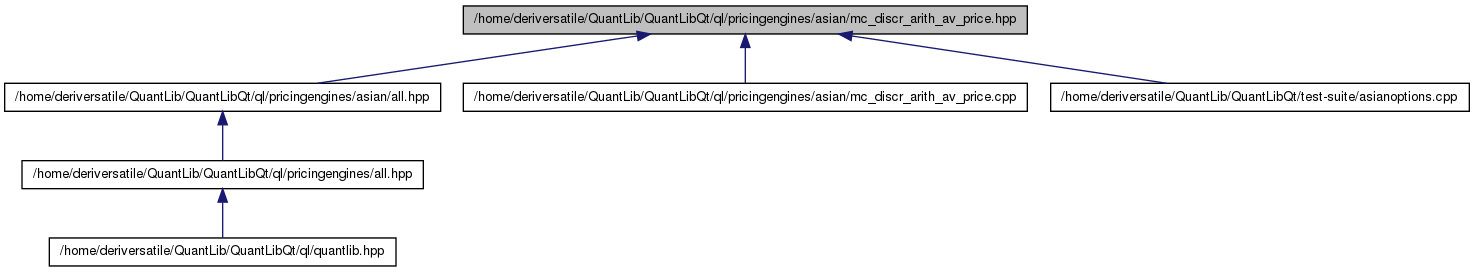 /home/deriversatile/QuantLib/QuantLibQt/ql/pricingengines/asian/mc_discr_arith_av_price.hpp
/home/deriversatile/QuantLib/QuantLibQt/ql/pricingengines/asian/all.hpp
/home/deriversatile/QuantLib/QuantLibQt/ql/pricingengines/asian/mc_discr_arith_av_price.cpp
/home/deriversatile/QuantLib/QuantLibQt/test-suite/asianoptions.cpp
/home/deriversatile/QuantLib/QuantLibQt/ql/pricingengines/all.hpp
/home/deriversatile/QuantLib/QuantLibQt/ql/quantlib.hpp